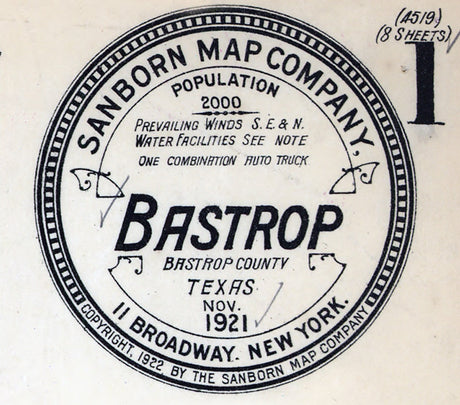 (A519)
(8 SHEETS)
1
SANBORN MAP COMPANY,
POPULATION
2000
PREVAILING WINDS S. E. & N.
WATER FACILITIES SEE NOTE
ONE COMBINATION AUTO TRUCK
BASTROP
BASTROP COUNTY
TEXAS
NOV.
1921
11 BROADWAY. NEW YORK.
COPYRIGHT, 1922, BY THE SANBORN MAP COMPANY